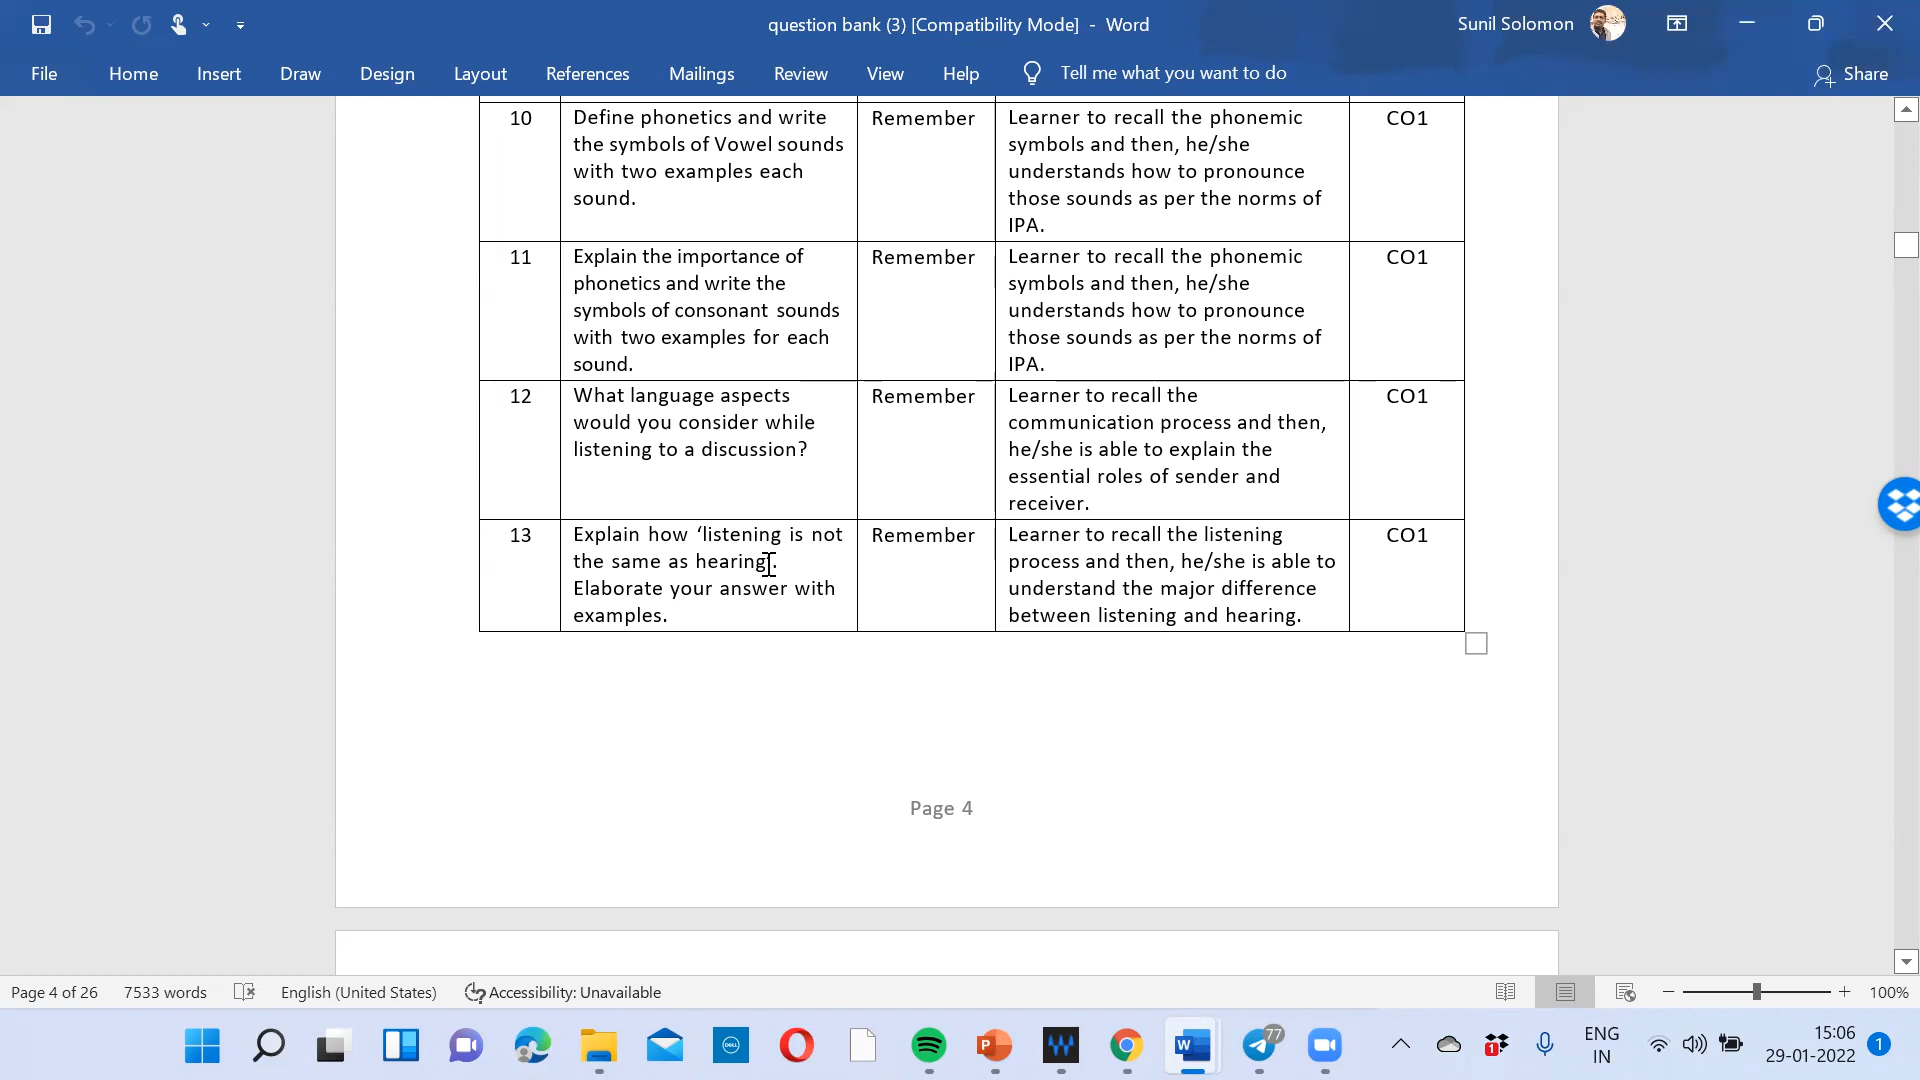 question bank (3) [Compatibility Mode] - Word
Sunil Solomon
File Home Insert Draw Design Layout References Mailings Review View Help Tell me what you want to do Share
10 Define phonetics and write Remember Learner to recall the phonemic CO1
the symbols of Vowel sounds symbols and then, he/she
with two examples each understands how to pronounce
sound. those sounds as per the norms of
IPA.
11 Explain the importance of Remember Learner to recall the phonemic CO1
phonetics and write the symbols and then, he/she
symbols of consonant sounds understands how to pronounce
with two examples for each those sounds as per the norms of
sound. IPA.
12 What language aspects Remember Learner to recall the CO1
would you consider while communication process and then,
listening to a discussion? he/she is able to explain the
essential roles of sender and
receiver.
13 Explain how ‘listening is not Remember Learner to recall the listening CO1
the same as hearing’. process and then, he/she is able to
Elaborate your answer with understand the major difference
examples. between listening and hearing.
Page 4
Page 4 of 26 7533 words English (United States) Accessibility: Unavailable 100%
DELL P W 77 1 ENG 15:06 1
IN 29-01-2022